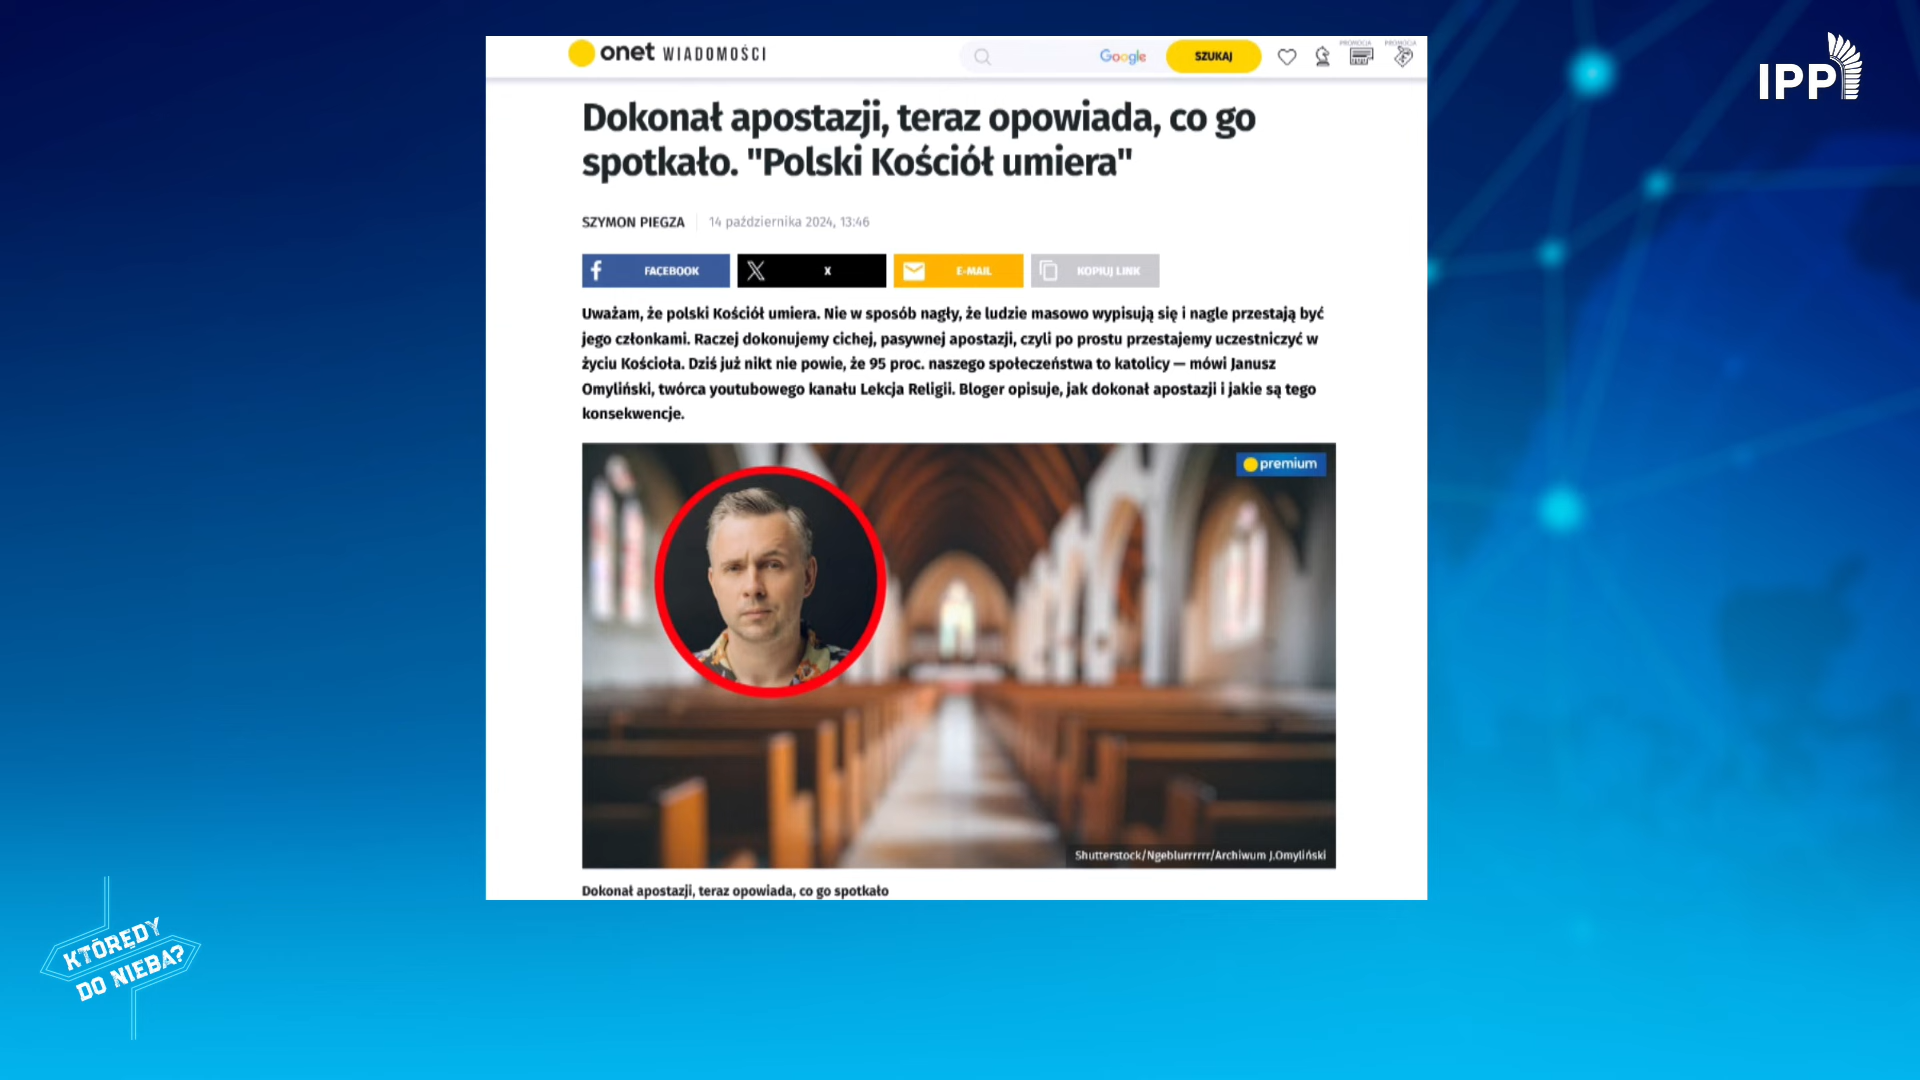 onet WIADOMOŚCI
Google
SZUKAJ
PROMOCJA
PROMOCJA
IPP
Dokonał apostazji, teraz opowiada, co go
spotkało. "Polski Kościół umiera"
SZYMON PIEGZA
14 października 2024, 13:46
FACEBOOK
X
E-MAIL
KOPIUJ LINK
Uważam, że polski Kościół umiera. Nie w sposób nagły, że ludzie masowo wypisują się i nagle przestają być
jego członkami. Raczej dokonujemy cichej, pasywnej apostazji, czyli po prostu przestajemy uczestniczyć w
życiu Kościoła. Dziś już nikt nie powie, że 95 proc. naszego społeczeństwa to katolicy — mówi Janusz
Omyliński, twórca youtubowego kanału Lekcja Religii. Bloger opisuje, jak dokonał apostazji i jakie są tego
konsekwencje.
premium
Shutterstock/Ngeblurrrrrr/Archiwum J.Omyliński
Dokonał apostazji, teraz opowiada, co go spotkało
KTÓRĘDY
DO NIEBA?